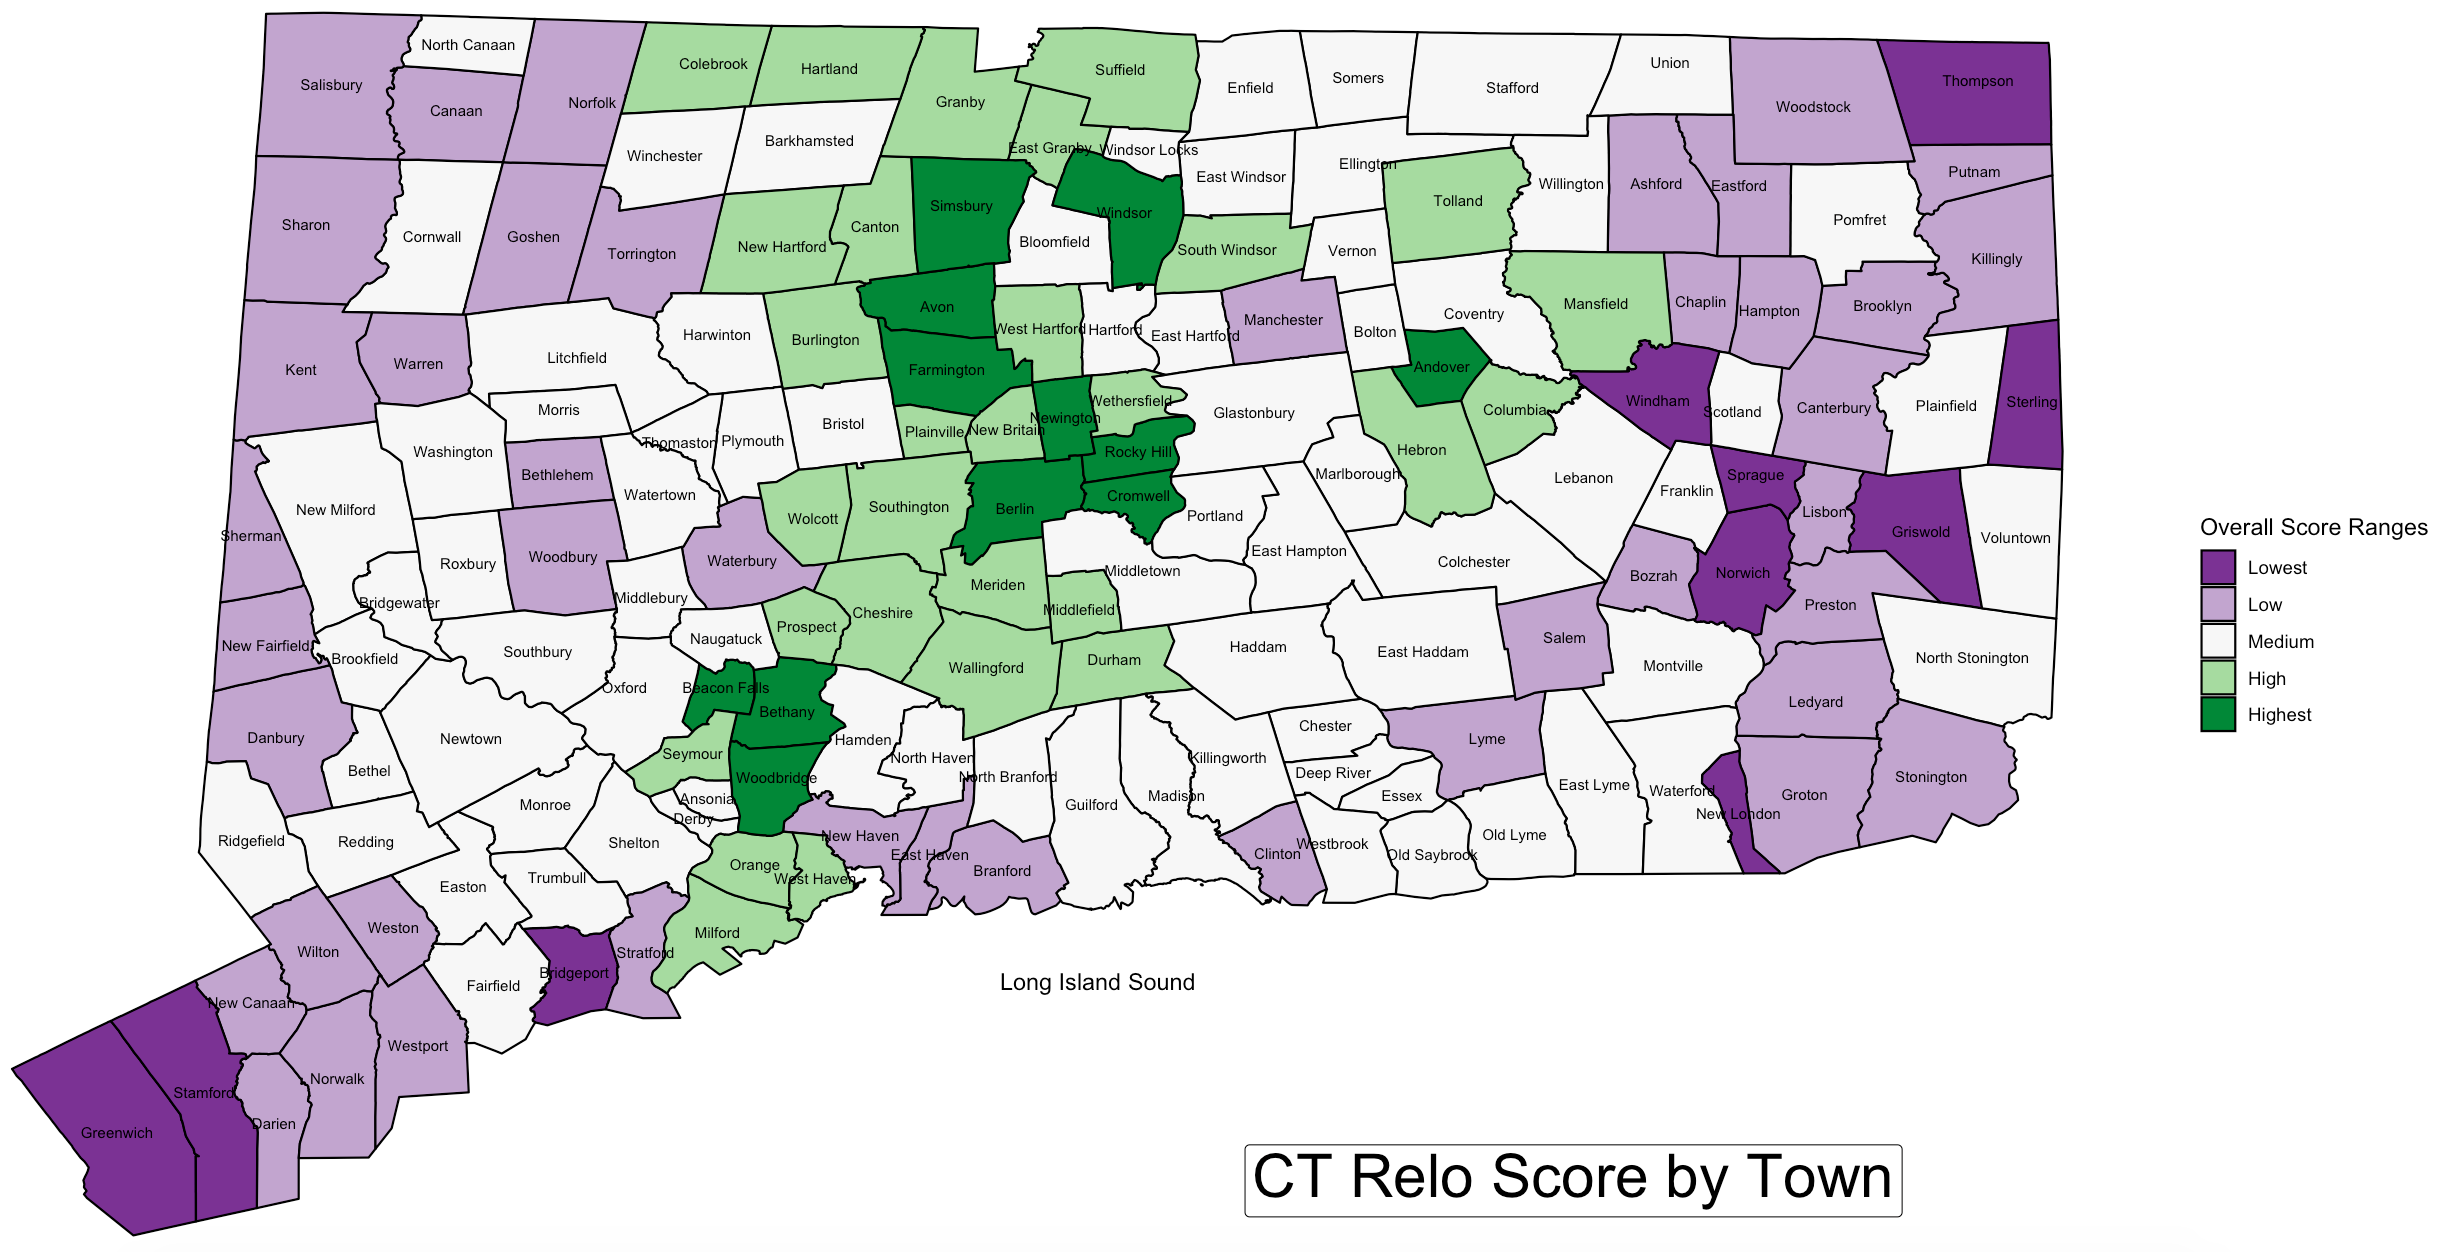 North Canaan
Colebrook
Hartland
Suffield
Union
Salisbury
Canaan
Norfolk
Granby
Enfield
Somers
Stafford
Woodstock
Thompson
Winchester
Barkhamsted
East Granby
Windsor Locks
Ellington
East Windsor
Willington
Ashford
Eastford
Putnam
Sharon
Cornwall
Goshen
Torrington
New Hartford
Canton
Simsbury
Bloomfield
Windsor
South Windsor
Vernon
Tolland
Pomfret
Killingly
Kent
Warren
Litchfield
Harwinton
Burlington
Avon
West Hartford
Hartford
East Hartford
Manchester
Bolton
Coventry
Mansfield
Chaplin
Hampton
Brooklyn
Morris
Farmington
Andover
Washington
Thomaston
Plymouth
Bristol
Plainville
New Britain
Newington
Wethersfield
Glastonbury
Hebron
Columbia
Windham
Scotland
Canterbury
Plainfield
Sterling
New Milford
Bethlehem
Watertown
Wolcott
Southington
Berlin
Rocky Hill
Cromwell
Portland
Marlborough
Lebanon
Franklin
Sprague
Lisbon
Griswold
Voluntown
Overall Score Ranges
Lowest
Low
Medium
High
Highest
Sherman
Bridgewater
Roxbury
Woodbury
Middlebury
Waterbury
Cheshire
Meriden
Middlefield
Middletown
East Hampton
Colchester
Bozrah
Norwich
Preston
New Fairfield
Brookfield
Southbury
Oxford
Naugatuck
Prospect
Wallingford
Durham
Haddam
East Haddam
Salem
Montville
North Stonington
Danbury
Bethel
Newtown
Beacon Falls
Bethany
Seymour
Woodbridge
Hamden
North Haven
North Branford
Killingworth
Chester
Deep River
Lyme
Ledyard
Ridgefield
Redding
Monroe
Shelton
Ansonia
Derby
New Haven
East Haven
Guilford
Madison
Essex
East Lyme
Waterford
New London
Groton
Stonington
Easton
Trumbull
Orange
West Haven
Branford
Clinton
Westbrook
Old Saybrook
Old Lyme
Wilton
Weston
Fairfield
Bridgeport
Stratford
Milford
Long Island Sound
New Canaan
Westport
Norwalk
Stamford
Darien
Greenwich
CT Relo Score by Town